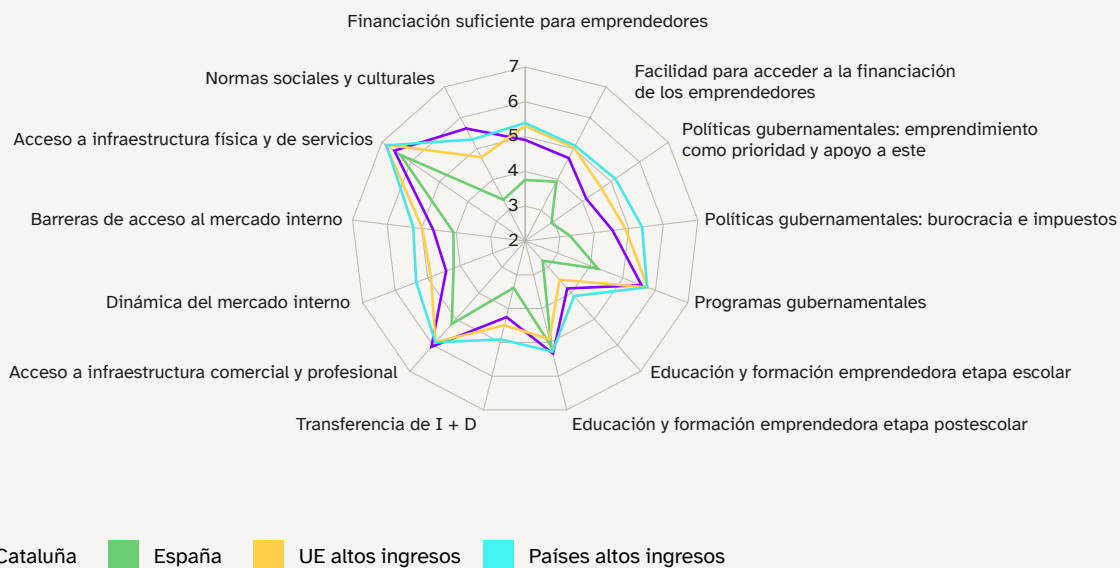 Financiación suficiente para emprendedores
Facilidad para acceder a la financiación
de los emprendedores
Políticas gubernamentales: emprendimiento
como prioridad y apoyo a este
Políticas gubernamentales: burocracia e impuestos
Programas gubernamentales
Educación y formación emprendedora etapa escolar
Educación y formación emprendedora etapa postescolar
Transferencia de I + D
Acceso a infraestructura comercial y profesional
Dinámica del mercado interno
Barreras de acceso al mercado interno
Acceso a infraestructura física y de servicios
Normas sociales y culturales
7
6
5
4
3
2
Cataluña
España
UE altos ingresos
Países altos ingresos